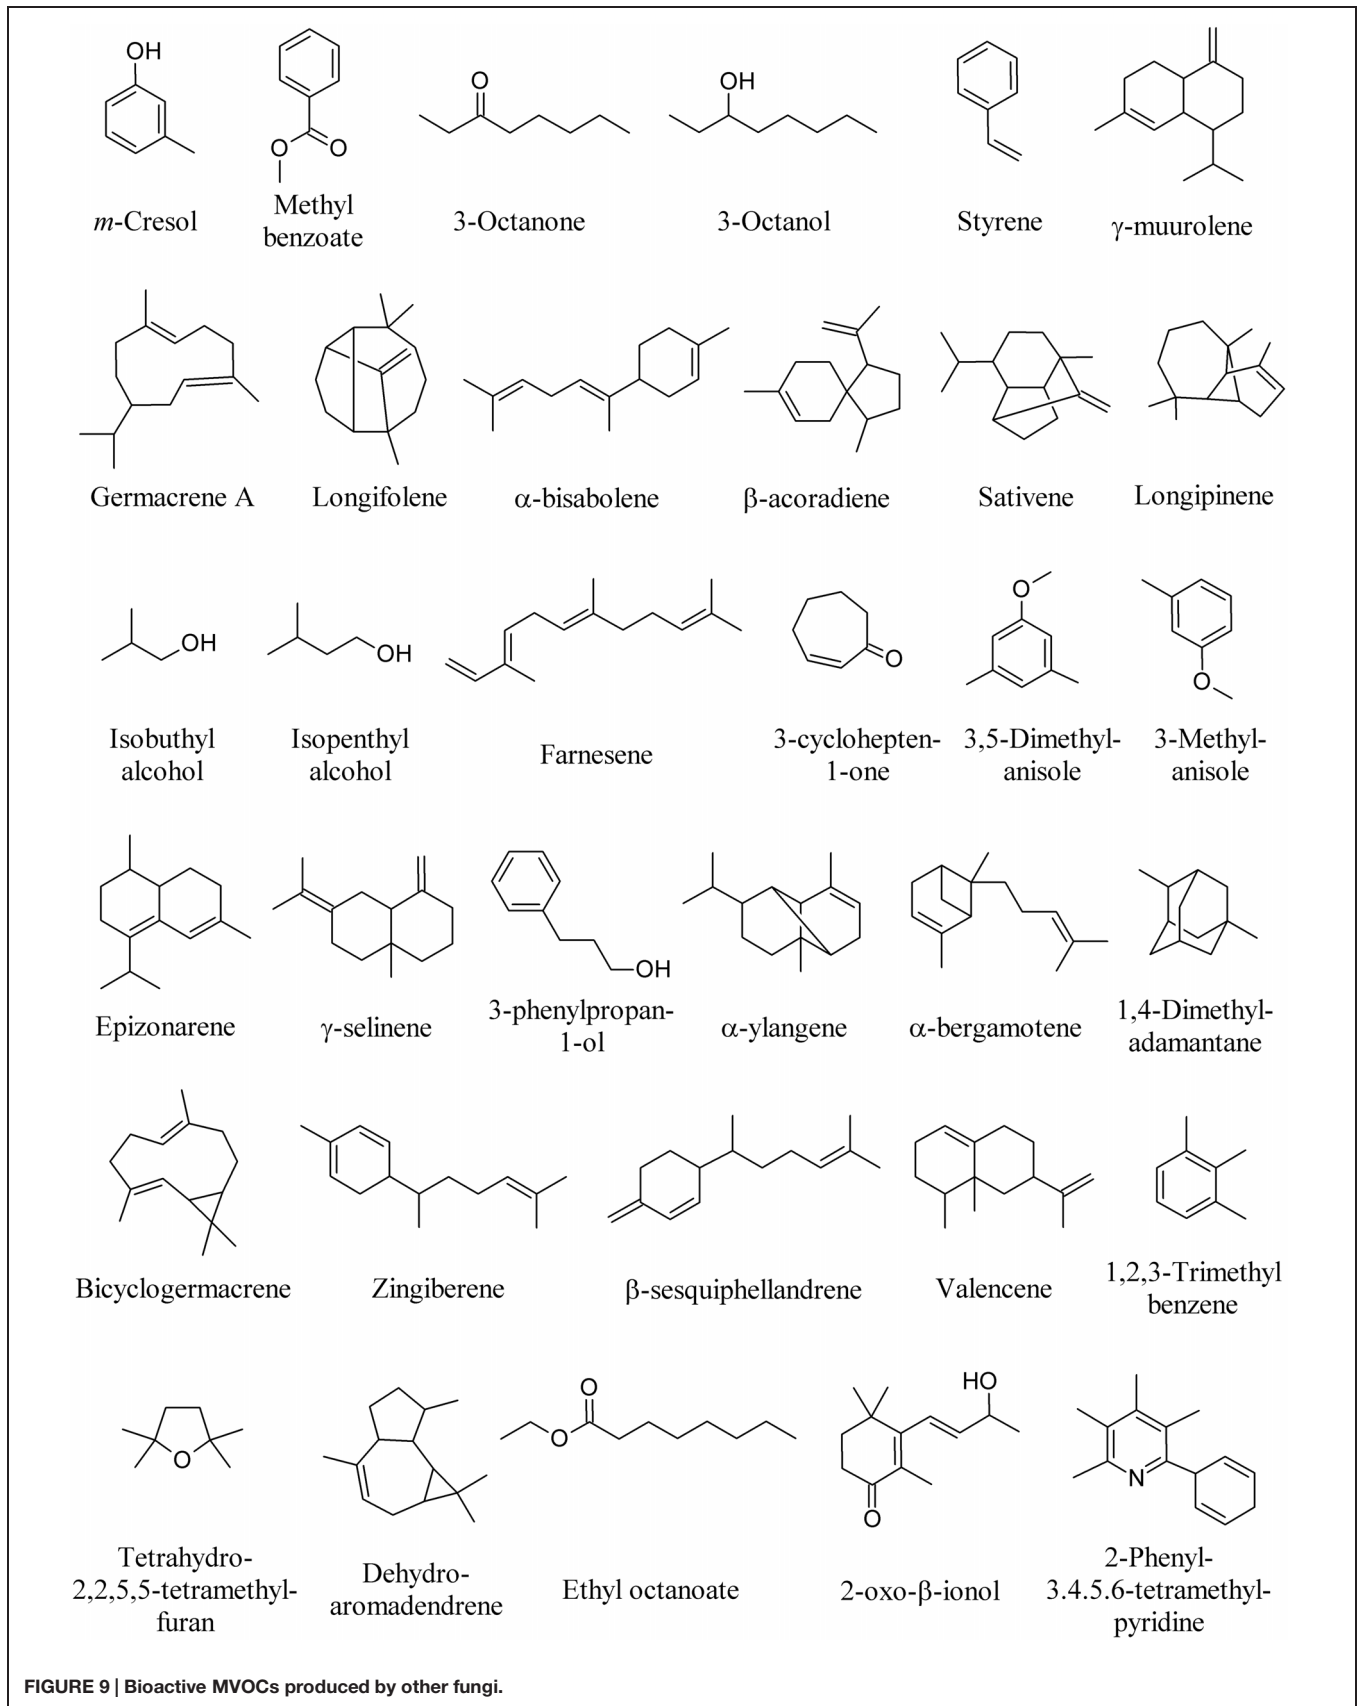 OH
O
O
O
OH
m-Cresol
Methyl
benzoate
3-Octanone
3-Octanol
Styrene
γ-muurolene
Germacrene A
Longifolene
α-bisabolene
β-acoradiene
Sativene
Longipinene
OH
OH
O
O
O
Isobuthyl
alcohol
Isopenthyl
alcohol
Farnesene
3-cyclohepten-
1-one
3,5-Dimethyl-
anisole
3-Methyl-
anisole
OH
Epizonarene
γ-selinene
3-phenylpropan-
1-ol
α-ylangene
α-bergamotene
1,4-Dimethyl-
adamantane
Bicyclogermacrene
Zingiberene
β-sesquiphellandrene
Valencene
1,2,3-Trimethyl
benzene
O
O
O
HO
O
N
Tetrahydro-
2,2,5,5-tetramethyl-
furan
Dehydro-
aromadendrene
Ethyl octanoate
2-oxo-β-ionol
2-Phenyl-
3.4.5.6-tetramethyl-
pyridine
FIGURE 9 | Bioactive MVOCs produced by other fungi.